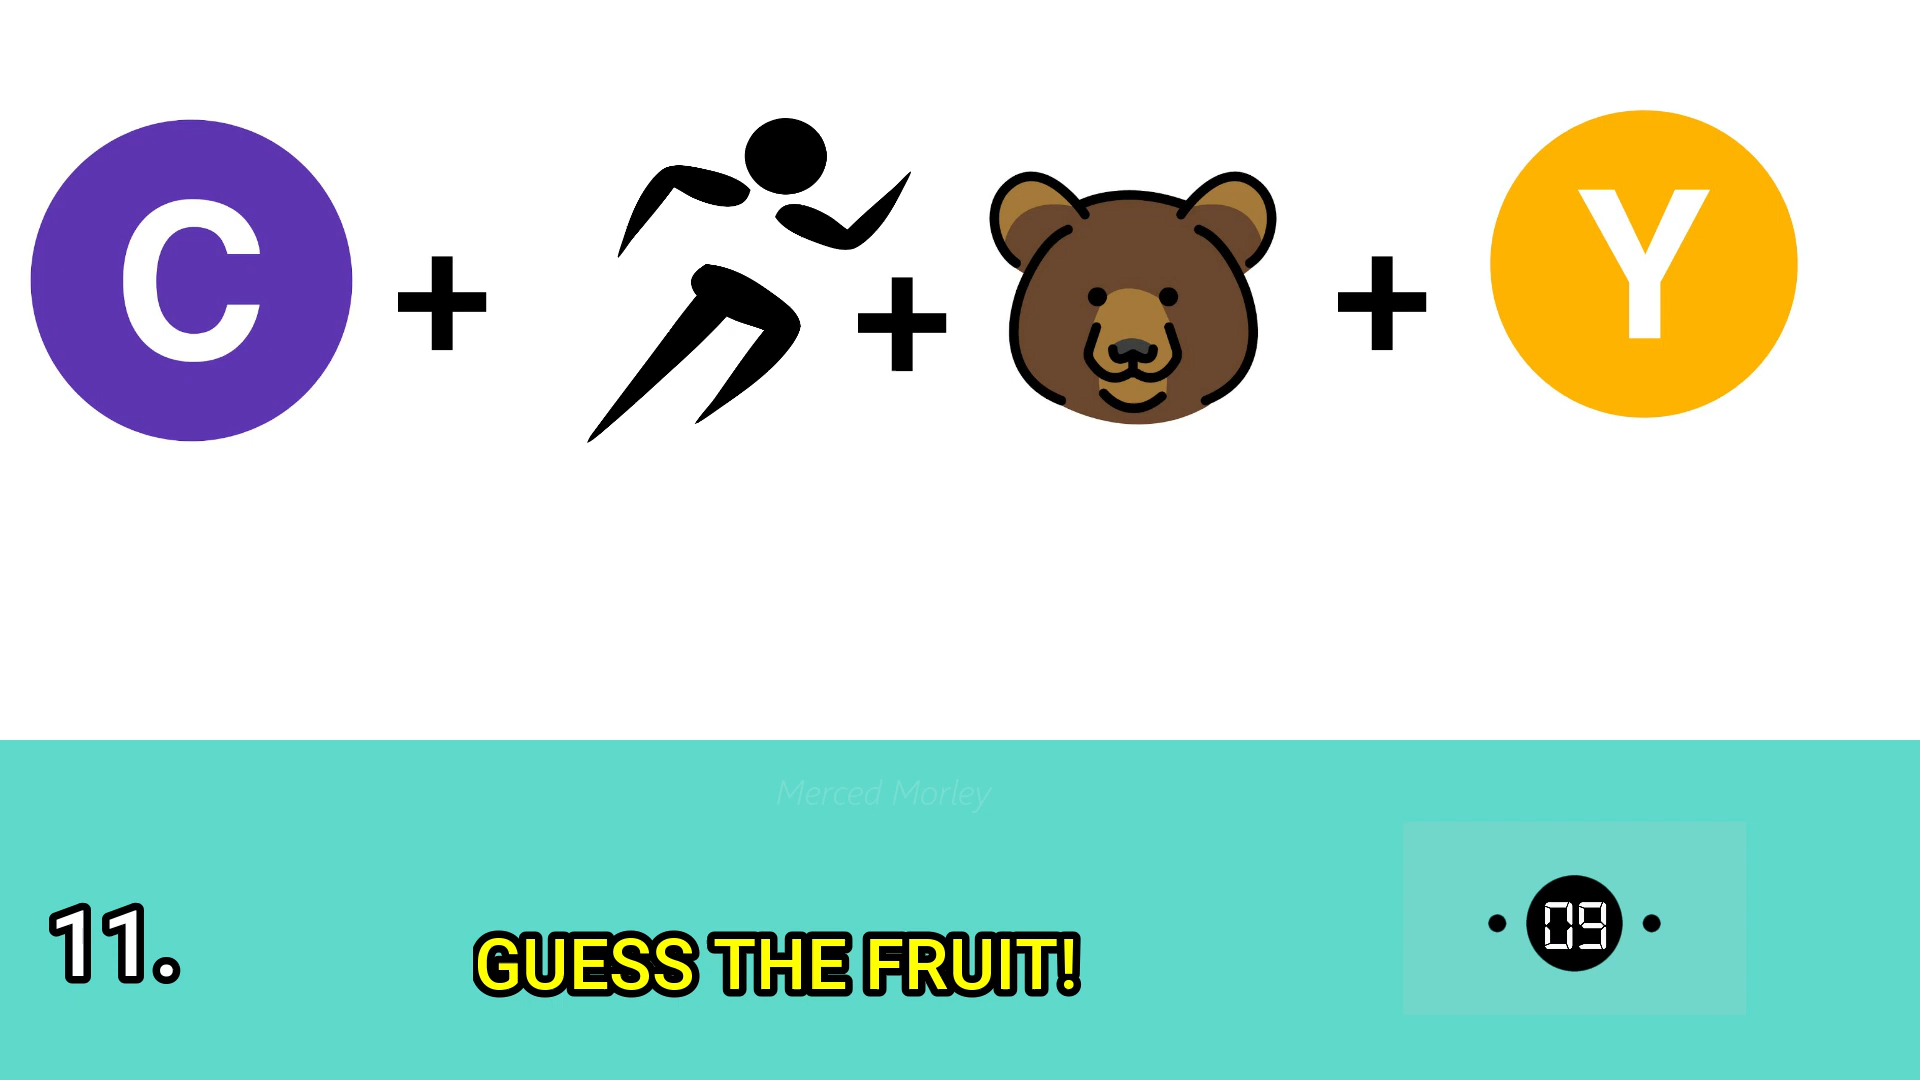 C + + + Y
Merced Morley
11.
GUESS THE FRUIT!
09